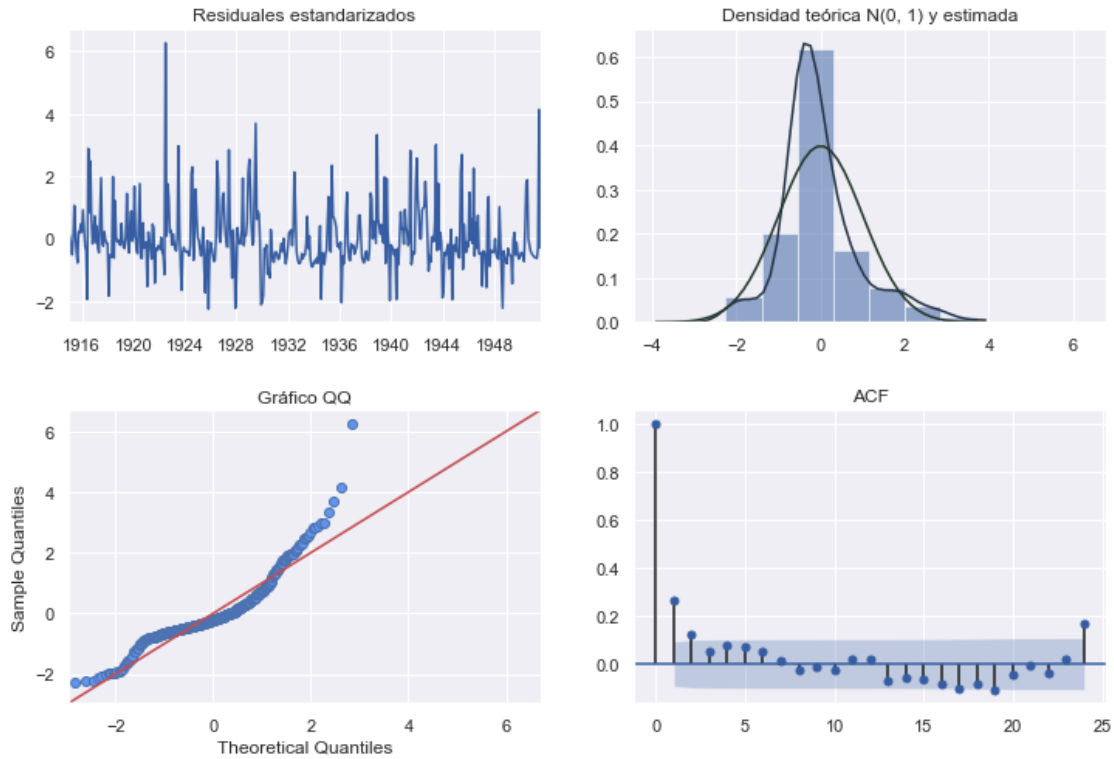 Residuales estandarizados
6
4
2
0
−2
1916 1920 1924 1928 1932 1936 1940 1944 1948
Densidad teórica N(0, 1) y estimada
0.6
0.5
0.4
0.3
0.2
0.1
0.0
−4 −2 0 2 4 6
Gráfico QQ
Sample Quantiles
6
4
2
0
−2
−2 0 2 4 6
Theoretical Quantiles
ACF
1.0
0.8
0.6
0.4
0.2
0.0
0 5 10 15 20 25